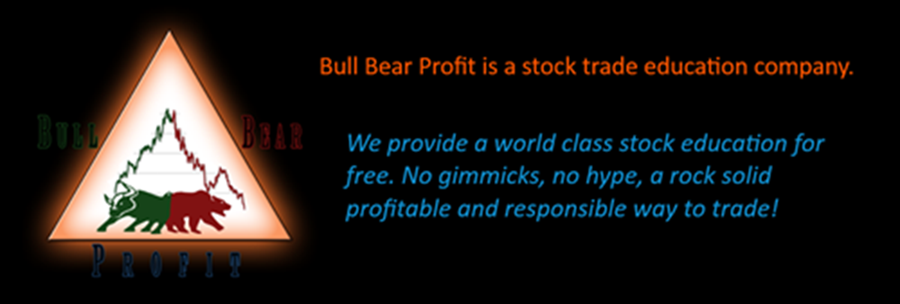 Bull Bear Profit is a stock trade education company.
BULL
BEAR
We provide a world class stock education for
free. No gimmicks, no hype, a rock solid
profitable and responsible way to trade!
PROFIT